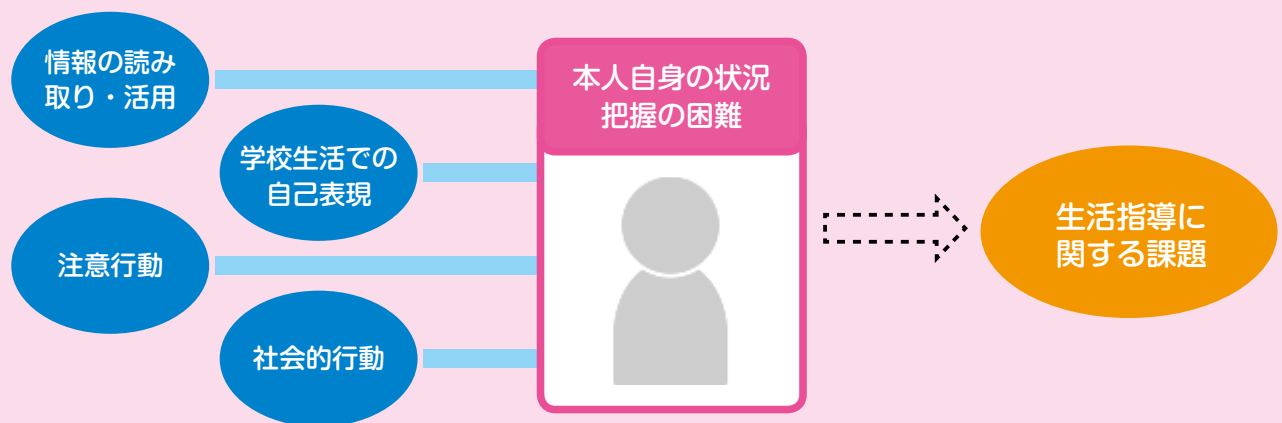 情報の読み
取り・活用
学校生活での
自己表現
注意行動
社会的行動
本人自身の状況
把握の困難
生活指導に
関する課題